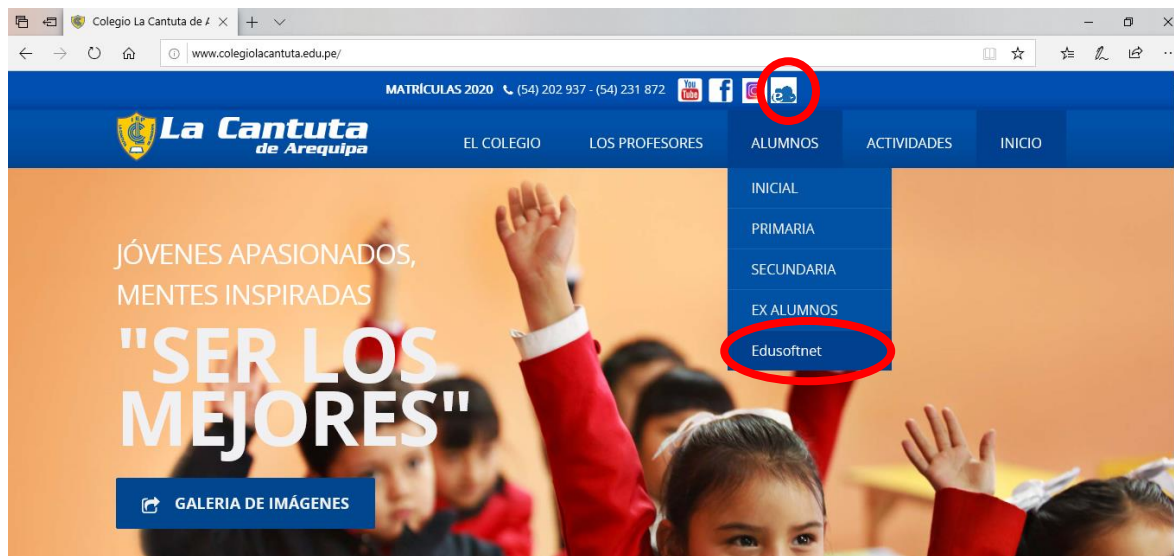 Colegio La Cantuta de A
www.colegiolacantuta.edu.pe/
MATRÍCULAS 2020 (54) 202 937 - (54) 231 872 You Tube f e
La Cantuta
de Arequipa
EL COLEGIO LOS PROFESORES ALUMNOS ACTIVIDADES INICIO
INICIAL
PRIMARIA
SECUNDARIA
EX ALUMNOS
Edusoftnet
JÓVENES APASIONADOS,
MENTES INSPIRADAS
"SER LOS
MEJORES"
GALERIA DE IMÁGENES